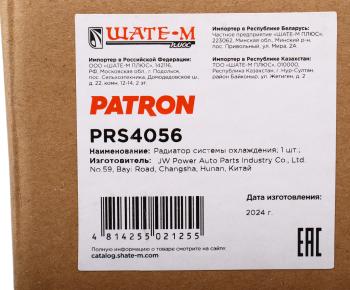 ШАТЕ-М
ПЛЮС
Импортер в Республику Беларусь:
Частное предприятие «ШАТЕ-М ПЛЮС»,
223062, Минская обл., Минский р-н,
пос. Привольный, ул. Мира, 2А
Импортер в Российской Федерации:
ООО «ШАТЕ-М ПЛЮС», 142116,
РФ, Московская обл., г. Подольск,
пос. Сельхозтехника, Домодедовское ш.,
д. 22, комн. 12-14; 2 эт.
Импортер в Республику Казахстан:
ТОО «ШАТЕ-М ПЛЮС», 010000,
Республика Казахстан, г. Нур-Султан,
район Байконыр, ул. Жетиген, д.
PATRON
PRS4056
Наименование: Радиатор системы охлаждения; 1 шт.;
Изготовитель: JW Power Auto Parts Industry Co., Ltd.
No.59, Bayi: Road, Changsha, Hunan, Китай
Дата изготовления:
2024 г.
4 814255 021255
EAC
Полную информацию о товаре смотрите на сайте:
catalog.shate-m.com